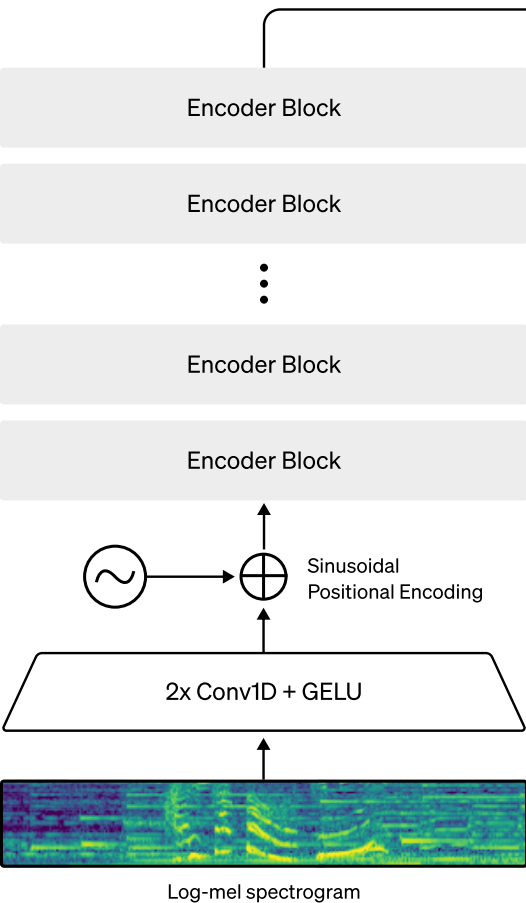 Encoder Block
Encoder Block
Encoder Block
Encoder Block
Sinusoidal
Positional Encoding
2x Conv1D + GELU
Log-mel spectrogram